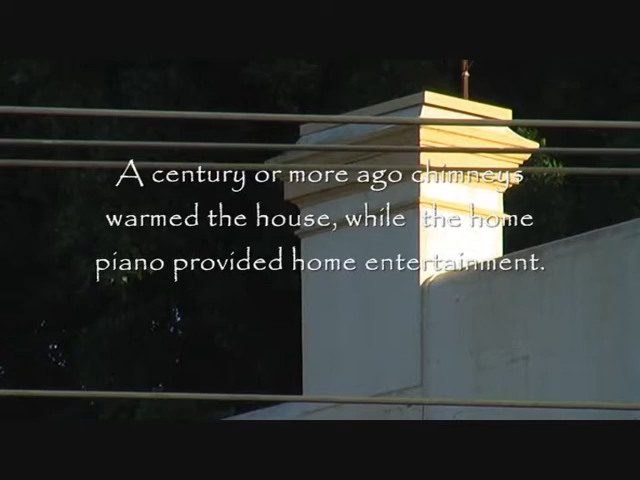 A century or more ago chimneys
warmed the house, while the home
piano provided home entertainment.